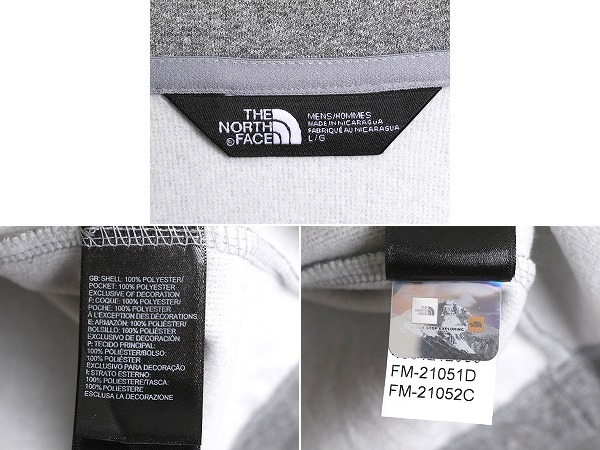 THE
NORTH
FACE
MENS/HOMMES
MADE IN NICARAGUA
FABRIQUÉ AU NICARAGUA
L / G
GB: SHELL: 100% POLYESTER/
POCKET: 100% POLYESTER
EXCLUSIVE OF DECORATION
F: COQUE: 100% POLYESTER/
POCHE: 100% POLYESTER
À L'EXCEPTION DES DÉCORATIONS
E: ARMAZÓN: 100% POLIÉSTER/
BOLSILLO: 100% POLIÉSTER
EXCLUSIVO DE DECORACIÓN
P: TECIDO PRINCIPAL:
100% POLIÉSTER/BOLSO:
100% POLIÉSTER
EXCLUSIVO PARA DECORAÇÃO
I: STRATO ESTERNO:
100% POLIESTERE/TASCA:
100% POLIESTERE
ESCLUSA LA DECORAZIONE
NEVER STOP EXPLORING
FM-21051D
FM-21052C